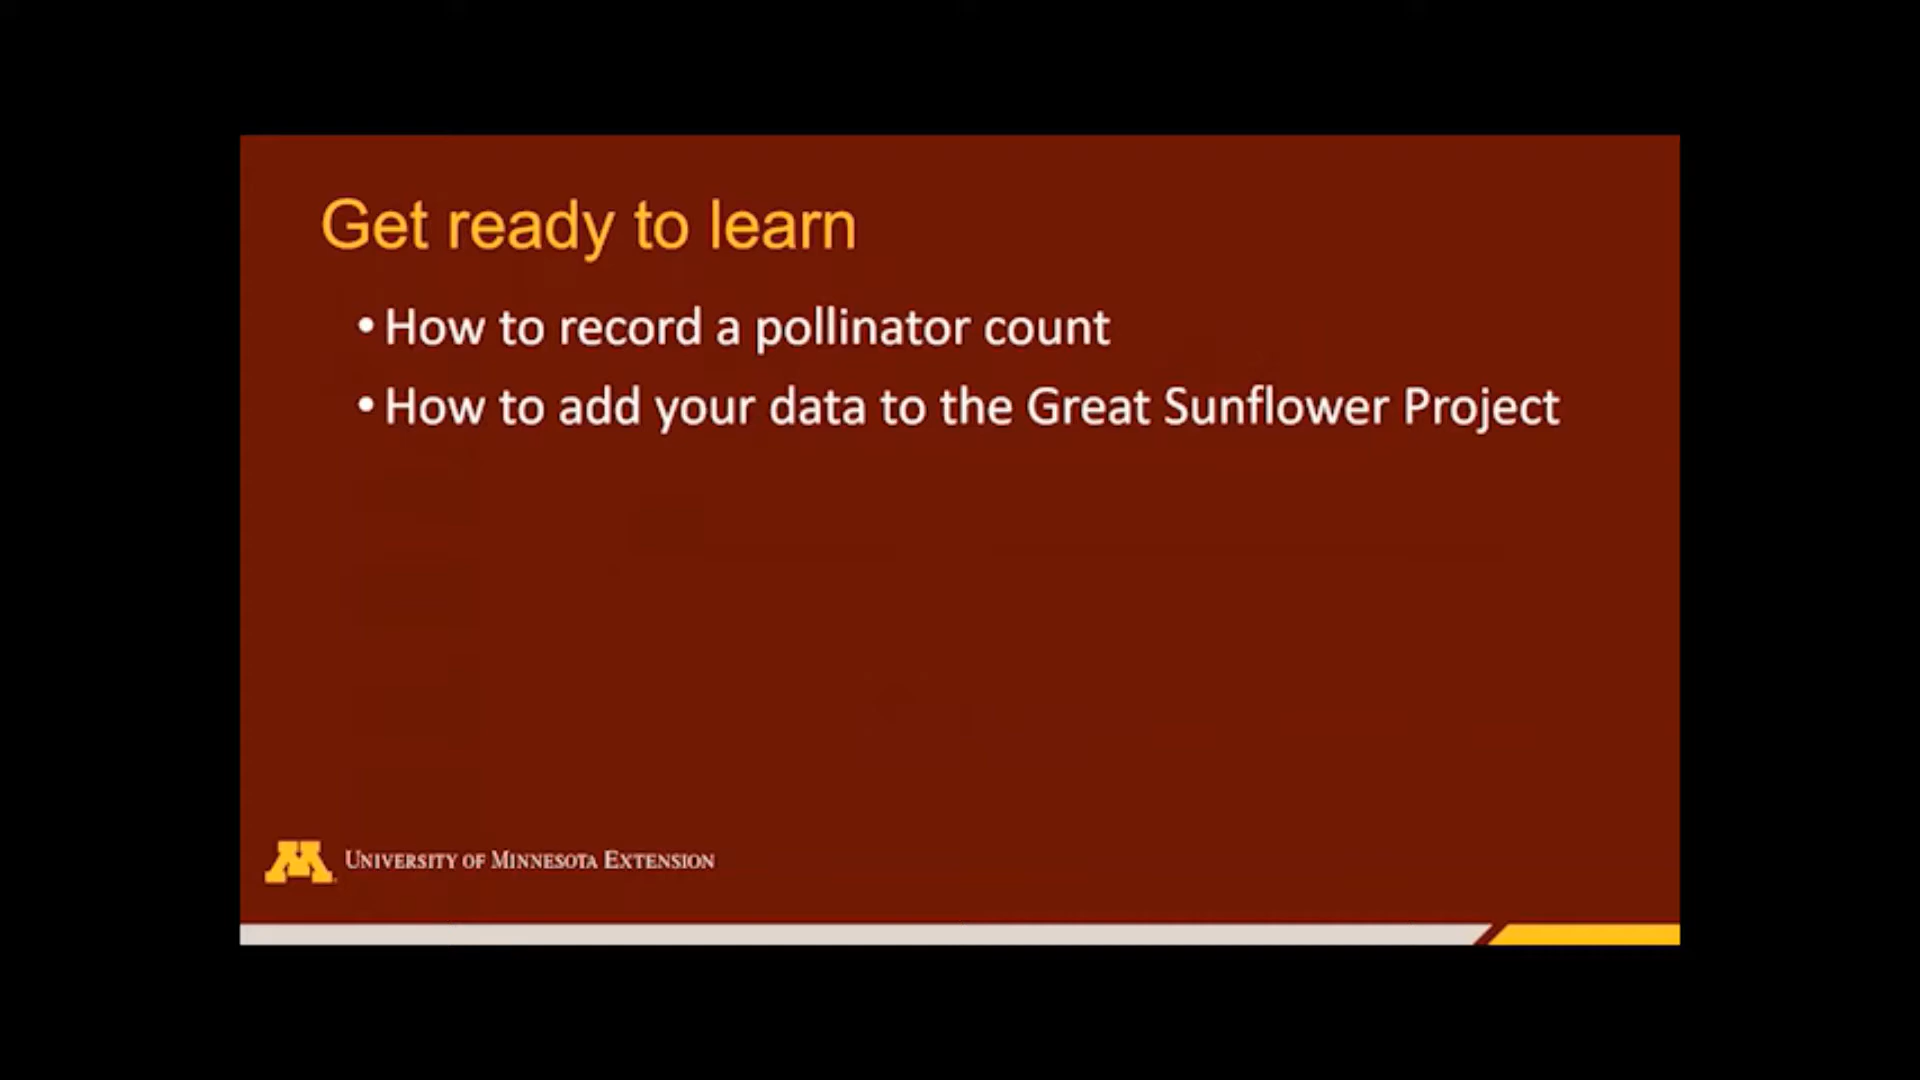 Get ready to learn
• How to record a pollinator count
• How to add your data to the Great Sunflower Project
M University of Minnesota Extension